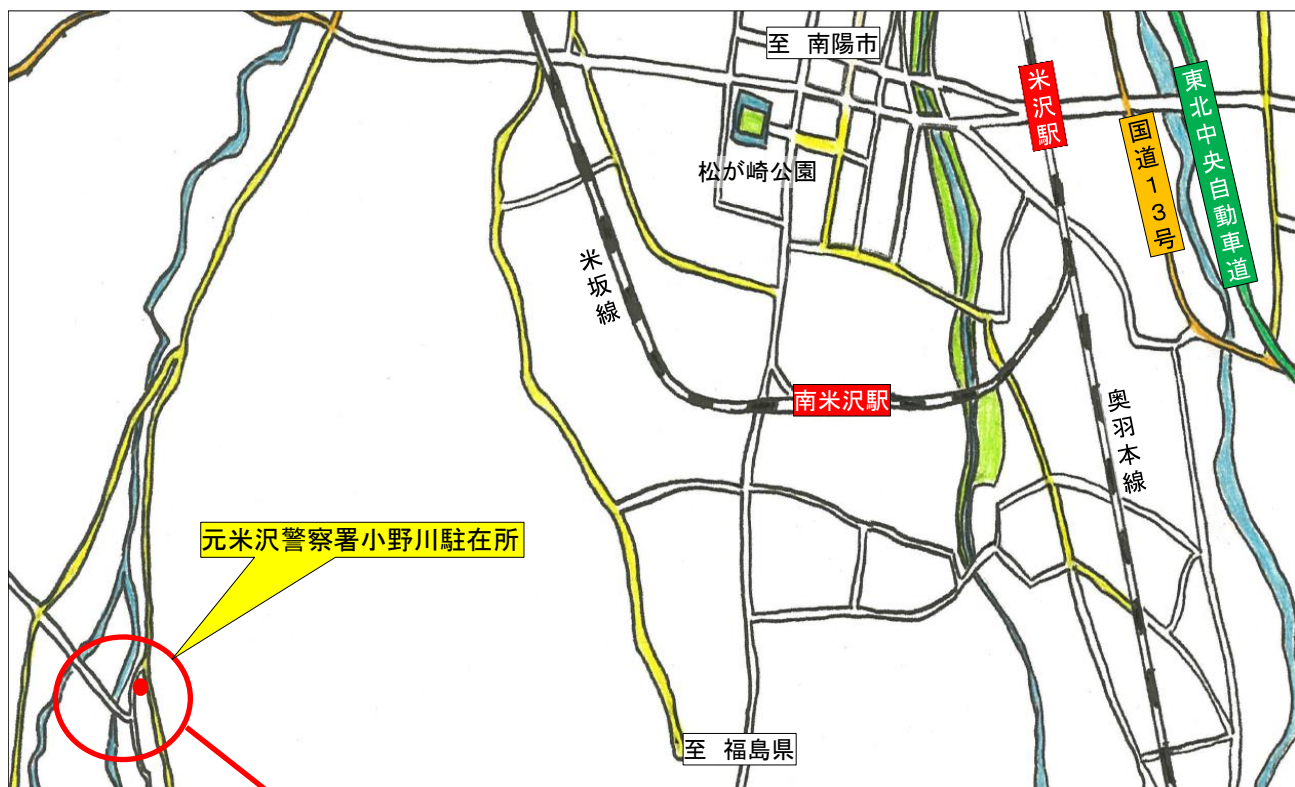 至 南陽市
米沢駅
国道13号
東北中央自動車道
松が崎公園
米坂線
南米沢駅
奥羽本線
元米沢警察署小野川駐在所
至 福島県